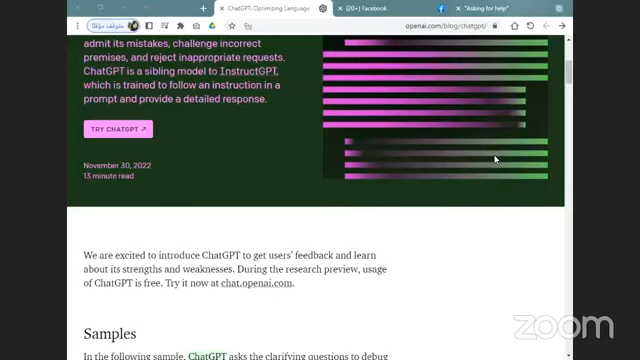 ChatGPT: Optimizing Language
(20+) Facebook
"Asking for help"
متوقف مؤقتًا
openai.com/blog/chatgpt/
admit its mistakes, challenge incorrect
premises, and reject inappropriate requests.
ChatGPT is a sibling model to InstructGPT,
which is trained to follow an instruction in a
prompt and provide a detailed response.
TRY CHATGPT ↗
November 30, 2022
13 minute read
We are excited to introduce ChatGPT to get users' feedback and learn
about its strengths and weaknesses. During the research preview, usage
of ChatGPT is free. Try it now at chat.openai.com.
Samples
In the following sample, ChatGPT asks the clarifying questions to debug
zoom